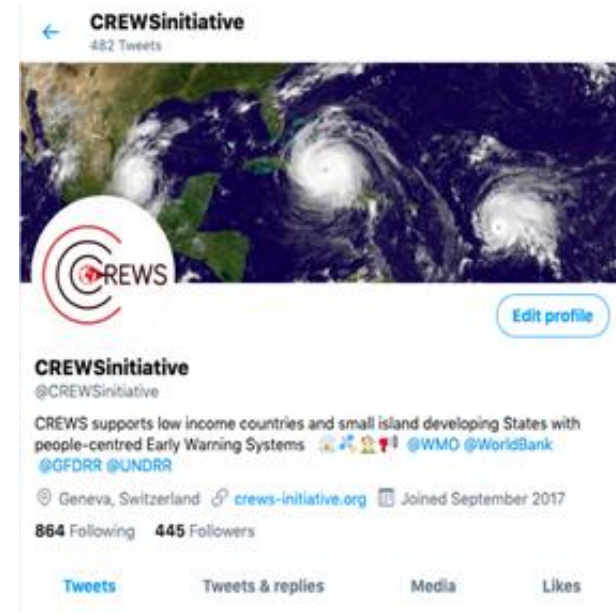 CREWSinitiative
482 Tweets
CREWS
Edit profile
CREWSinitiative
@CREWSinitiative
CREWS supports low income countries and small island developing States with
people-centred Early Warning Systems @WMO @WorldBank
@GFDRR @UNDRR
Geneva, Switzerland crews-initiative.org Joined September 2017
864 Following 445 Followers
Tweets Tweets & replies Media Likes